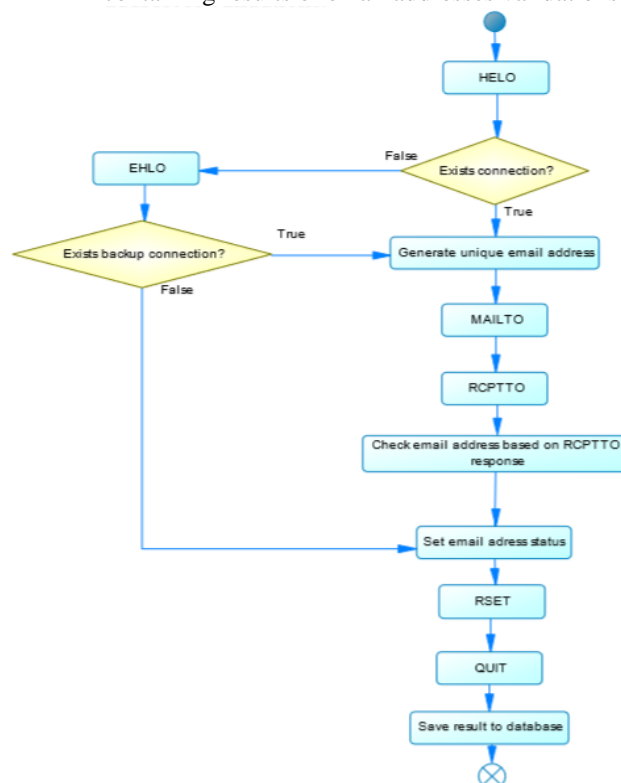 HELO
False
Exists connection?
EHLO
True
True
Exists backup connection?
Generate unique email address
False
MAILTO
RCPTTO
Check email address based on RCPTTO
response
Set email adress status
RSET
QUIT
Save result to database